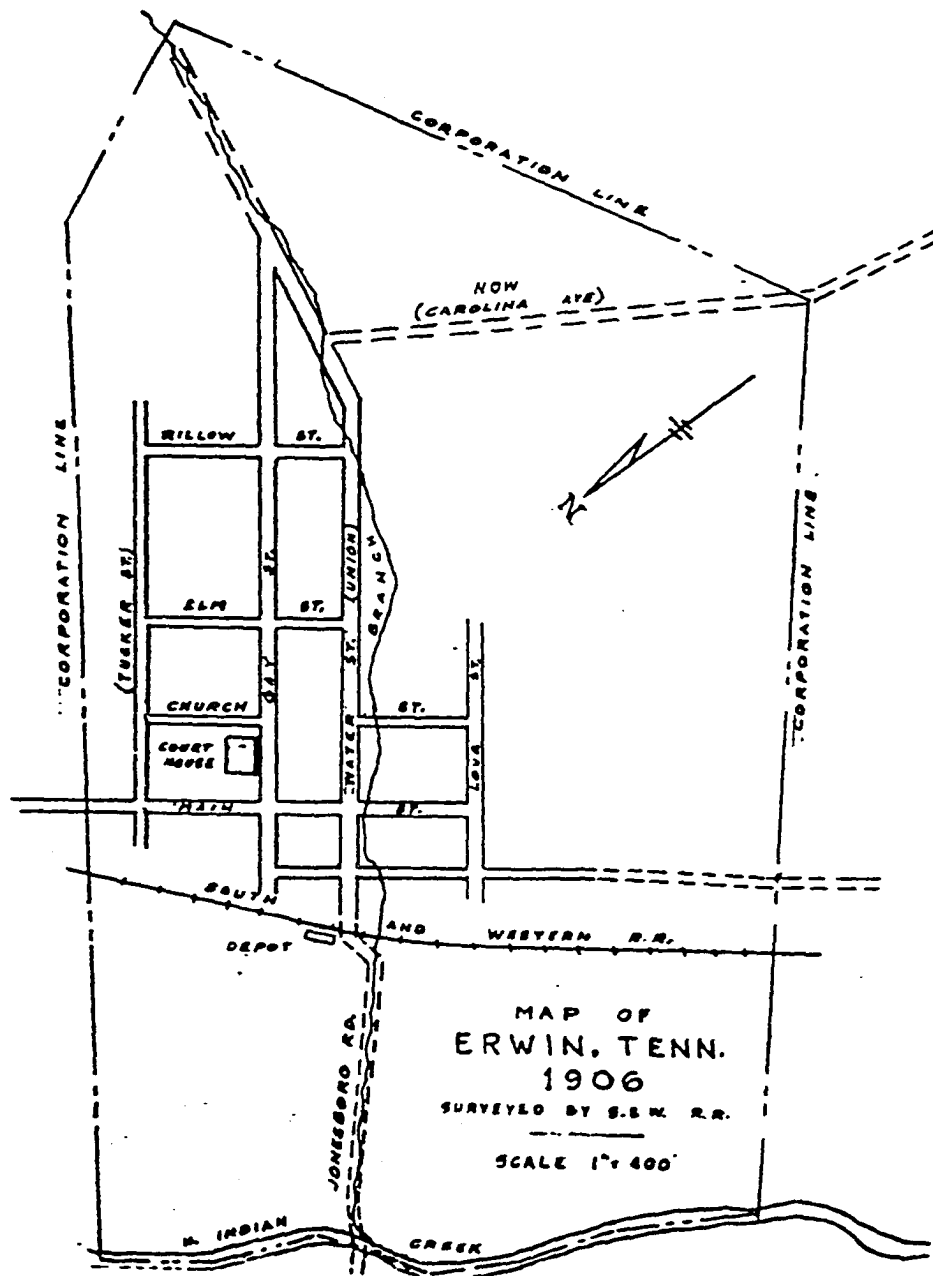 CORPORATION LINE
NOW
(CAROLINA AVE)
CORPORATION LINE
RILLOW ST.
N
CORPORATION LINE
(TUCKER ST.)
GAY ST.
WATER ST. (UNION)
BRANCH
ELM ST.
LOVA ST.
CHURCH ST.
COURT
HOUSE
MAIN ST.
SOUTH AND WESTERN R.R.
DEPOT
JONESBORO RD.
MAP OF
ERWIN, TENN.
1906
SURVEYED BY S.& W. R.R.
SCALE 1"= 400'
N. INDIAN CREEK